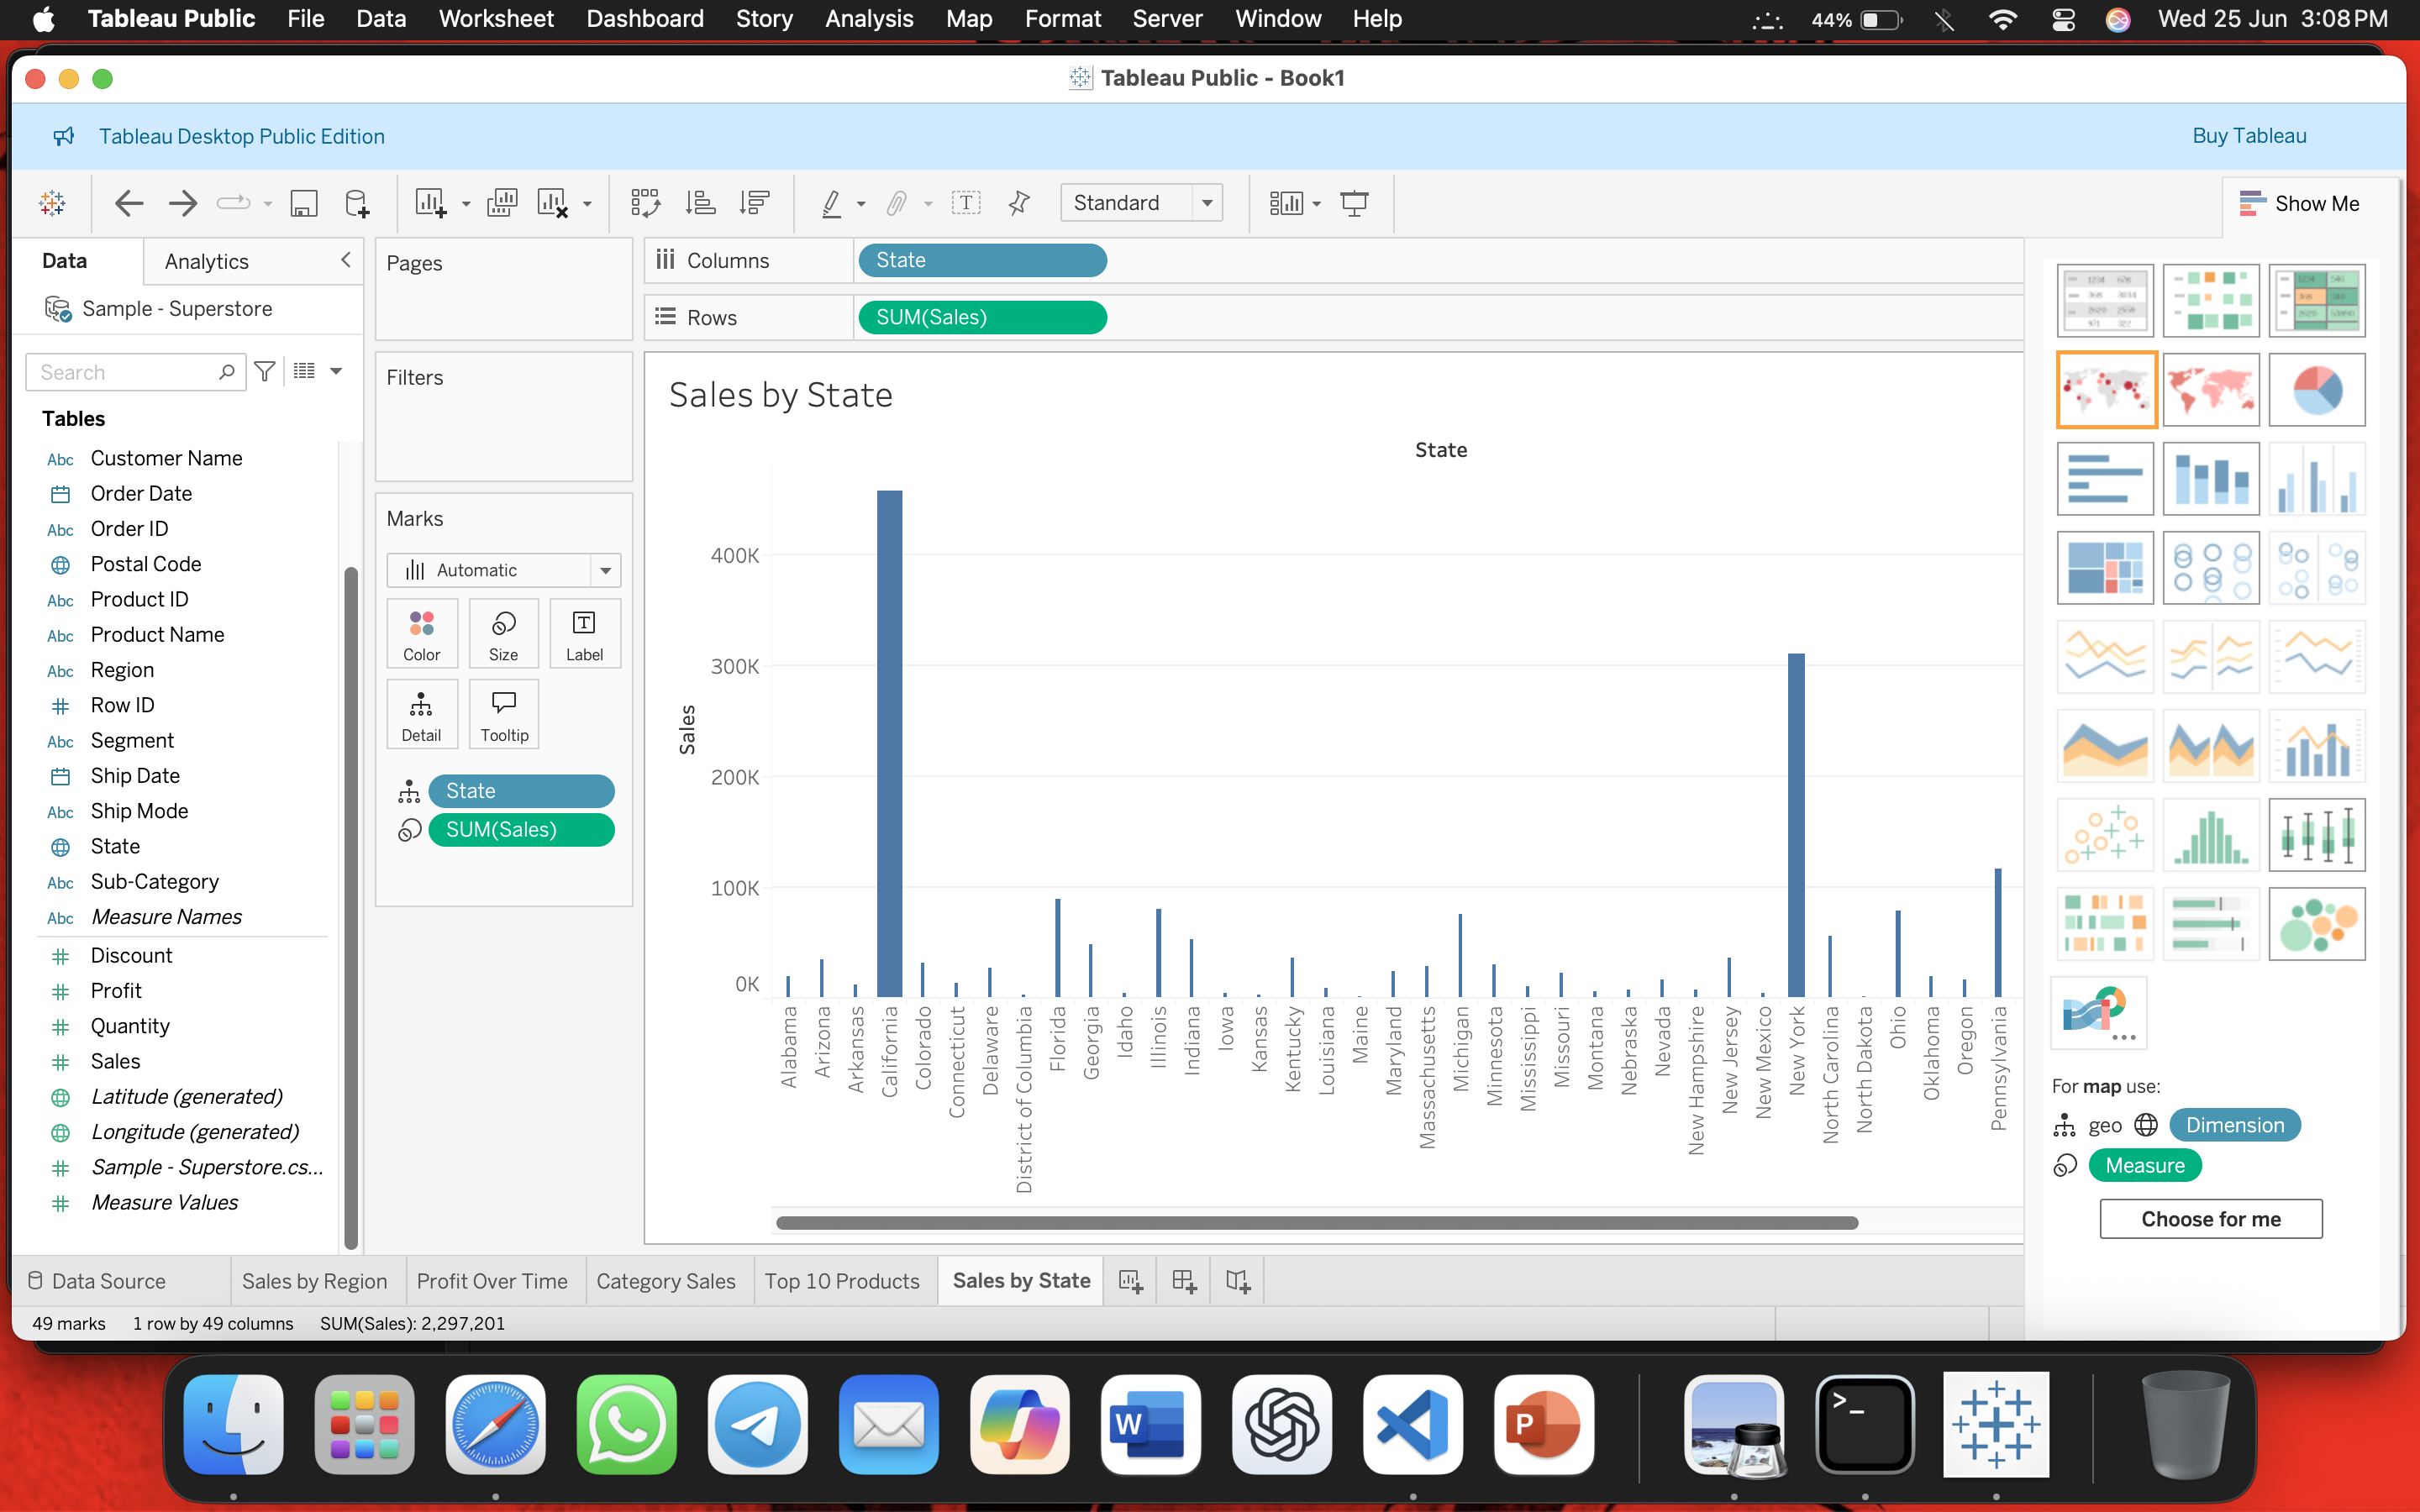 Tableau Public File Data Worksheet Dashboard Story Analysis Map Format Server Window Help 44% Wed 25 Jun 3:08 PM
Tableau Public - Book1
Tableau Desktop Public Edition Buy Tableau
Standard Show Me
Data Analytics
Sample - Superstore
Search
Tables
Abc Customer Name
Order Date
Abc Order ID
Postal Code
Abc Product ID
Abc Product Name
Abc Region
Row ID
Abc Segment
Ship Date
Abc Ship Mode
State
Abc Sub-Category
Abc Measure Names
Discount
Profit
Quantity
Sales
Latitude (generated)
Longitude (generated)
Sample - Superstore.cs...
Measure Values
Pages
Filters
Marks
Automatic
Color Size Label
Detail Tooltip
State
SUM(Sales)
Columns State
Rows SUM(Sales)
Sales by State
State
Sales
400K
300K
200K
100K
0K
Alabama
Arizona
Arkansas
California
Colorado
Connecticut
Delaware
District of Columbia
Florida
Georgia
Idaho
Illinois
Indiana
Iowa
Kansas
Kentucky
Louisiana
Maine
Maryland
Massachusetts
Michigan
Minnesota
Mississippi
Missouri
Montana
Nebraska
Nevada
New Hampshire
New Jersey
New Mexico
New York
North Carolina
North Dakota
Ohio
Oklahoma
Oregon
Pennsylvania
For map use:
geo Dimension
Measure
Choose for me
Data Source Sales by Region Profit Over Time Category Sales Top 10 Products Sales by State
49 marks 1 row by 49 columns SUM(Sales): 2,297,201
W
P